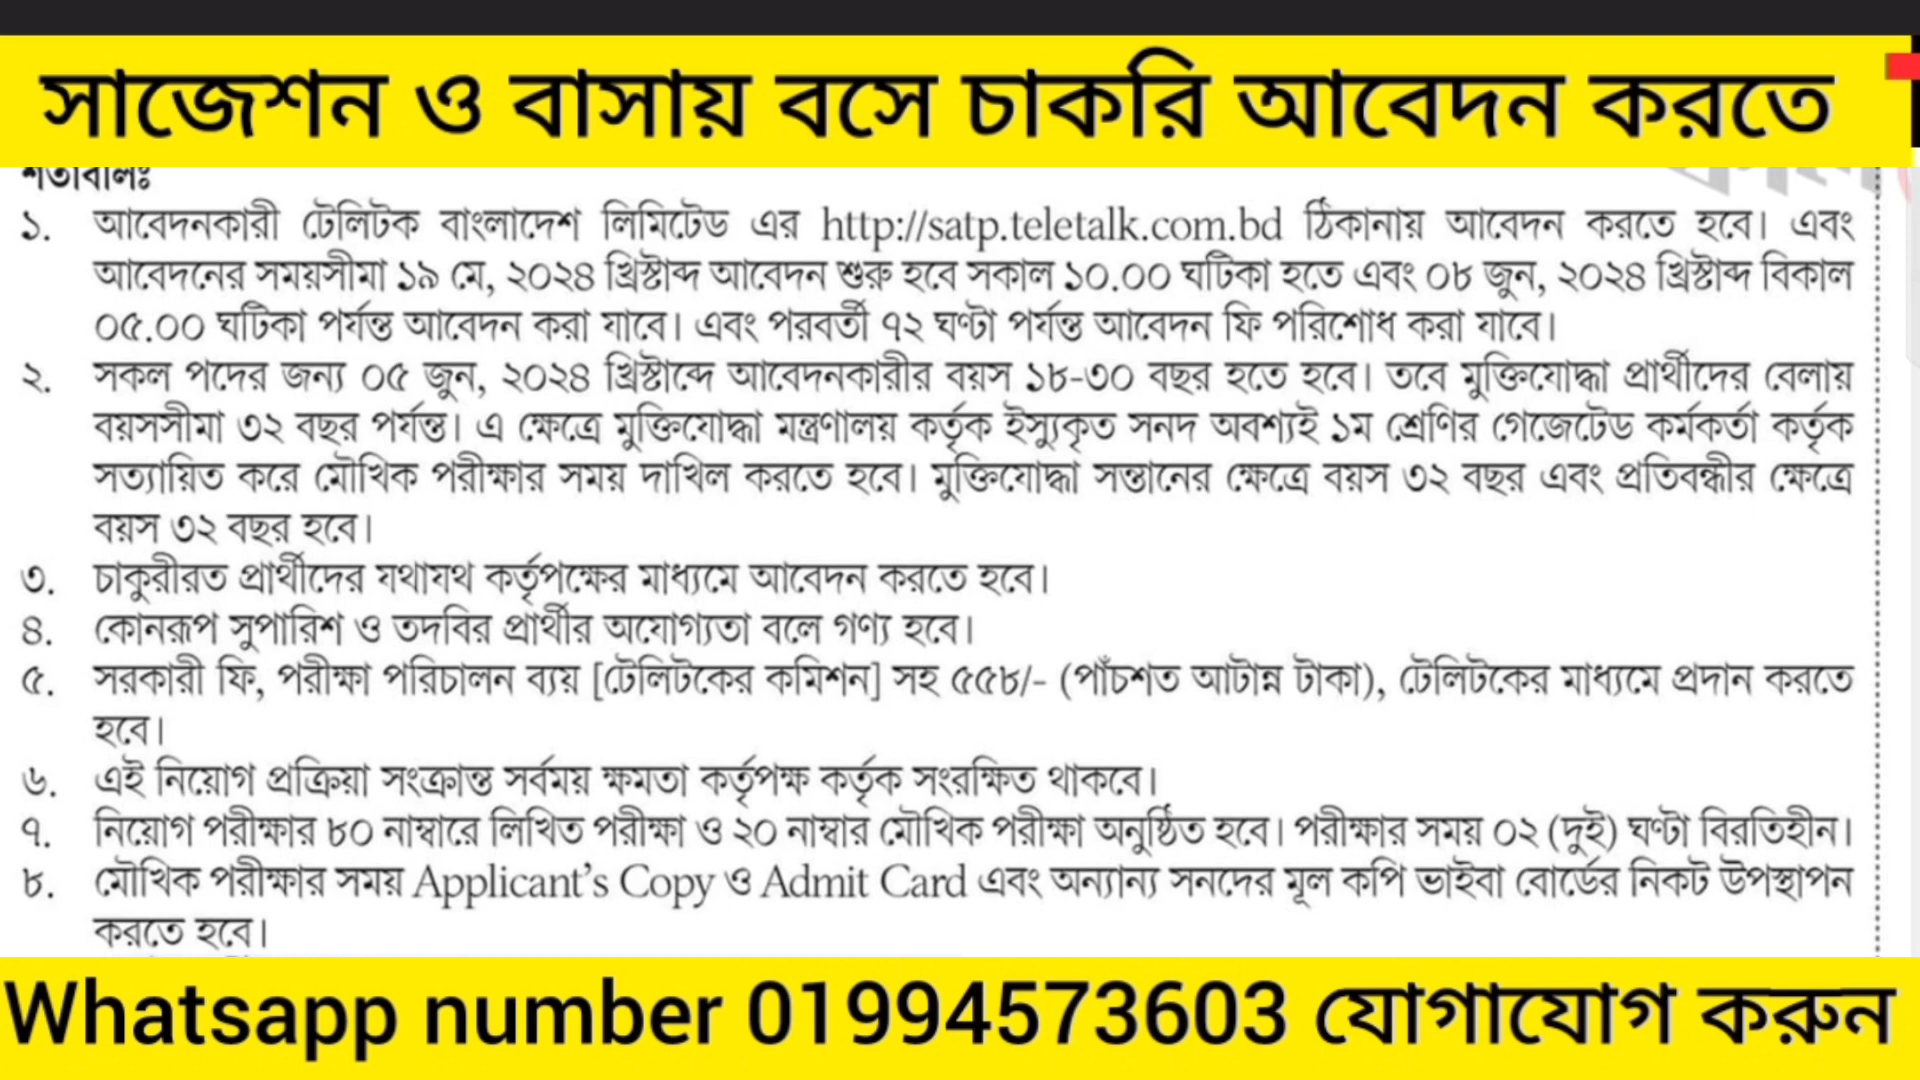 সাজেশন ও বাসায় বসে চাকরি আবেদন করতে
শর্তাবলিঃ
১. আবেদনকারী টেলিটক বাংলাদেশ লিমিটেড এর http://satp.teletalk.com.bd ঠিকানায় আবেদন করতে হবে। এবং
আবেদনের সময়সীমা ১৯ মে, ২০২৪ খ্রিস্টাব্দ আবেদন শুরু হবে সকাল ১০.০০ ঘটিকা হতে এবং ০৮ জুন, ২০২৪ খ্রিস্টাব্দ বিকাল
০৫.০০ ঘটিকা পর্যন্ত আবেদন করা যাবে। এবং পরবর্তী ৭২ ঘণ্টা পর্যন্ত আবেদন ফি পরিশোধ করা যাবে।
২. সকল পদের জন্য ০৫ জুন, ২০২৪ খ্রিস্টাব্দে আবেদনকারীর বয়স ১৮-৩০ বছর হতে হবে। তবে মুক্তিযোদ্ধা প্রার্থীদের বেলায়
বয়সসীমা ৩২ বছর পর্যন্ত। এ ক্ষেত্রে মুক্তিযোদ্ধা মন্ত্রণালয় কর্তৃক ইস্যুকৃত সনদ অবশ্যই ১ম শ্রেণির গেজেটেড কর্মকর্তা কর্তৃক
সত্যায়িত করে মৌখিক পরীক্ষার সময় দাখিল করতে হবে। মুক্তিযোদ্ধা সন্তানের ক্ষেত্রে বয়স ৩২ বছর এবং প্রতিবন্ধীর ক্ষেত্রে
বয়স ৩২ বছর হবে।
৩. চাকুরীরত প্রার্থীদের যথাযথ কর্তৃপক্ষের মাধ্যমে আবেদন করতে হবে।
৪. কোনরূপ সুপারিশ ও তদবির প্রার্থীর অযোগ্যতা বলে গণ্য হবে।
৫. সরকারী ফি, পরীক্ষা পরিচালন ব্যয় [টেলিটকের কমিশন] সহ ৫৫৮/- (পাঁচশত আটান্ন টাকা), টেলিটকের মাধ্যমে প্রদান করতে
হবে।
৬. এই নিয়োগ প্রক্রিয়া সংক্রান্ত সর্বময় ক্ষমতা কর্তৃপক্ষ কর্তৃক সংরক্ষিত থাকবে।
৭. নিয়োগ পরীক্ষার ৮০ নাম্বারে লিখিত পরীক্ষা ও ২০ নাম্বার মৌখিক পরীক্ষা অনুষ্ঠিত হবে। পরীক্ষার সময় ০২ (দুই) ঘণ্টা বিরতিহীন।
৮. মৌখিক পরীক্ষার সময় Applicant's Copy ও Admit Card এবং অন্যান্য সনদের মূল কপি ভাইবা বোর্ডের নিকট উপস্থাপন
করতে হবে।
Whatsapp number 01994573603 যোগাযোগ করুন